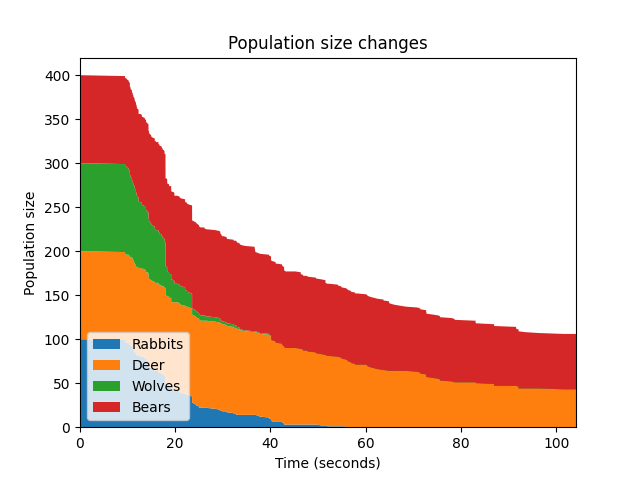 Population size changes
400
350
300
250
200
150
100
50
0
Population size
Rabbits
Deer
Wolves
Bears
0 20 40 60 80 100
Time (seconds)